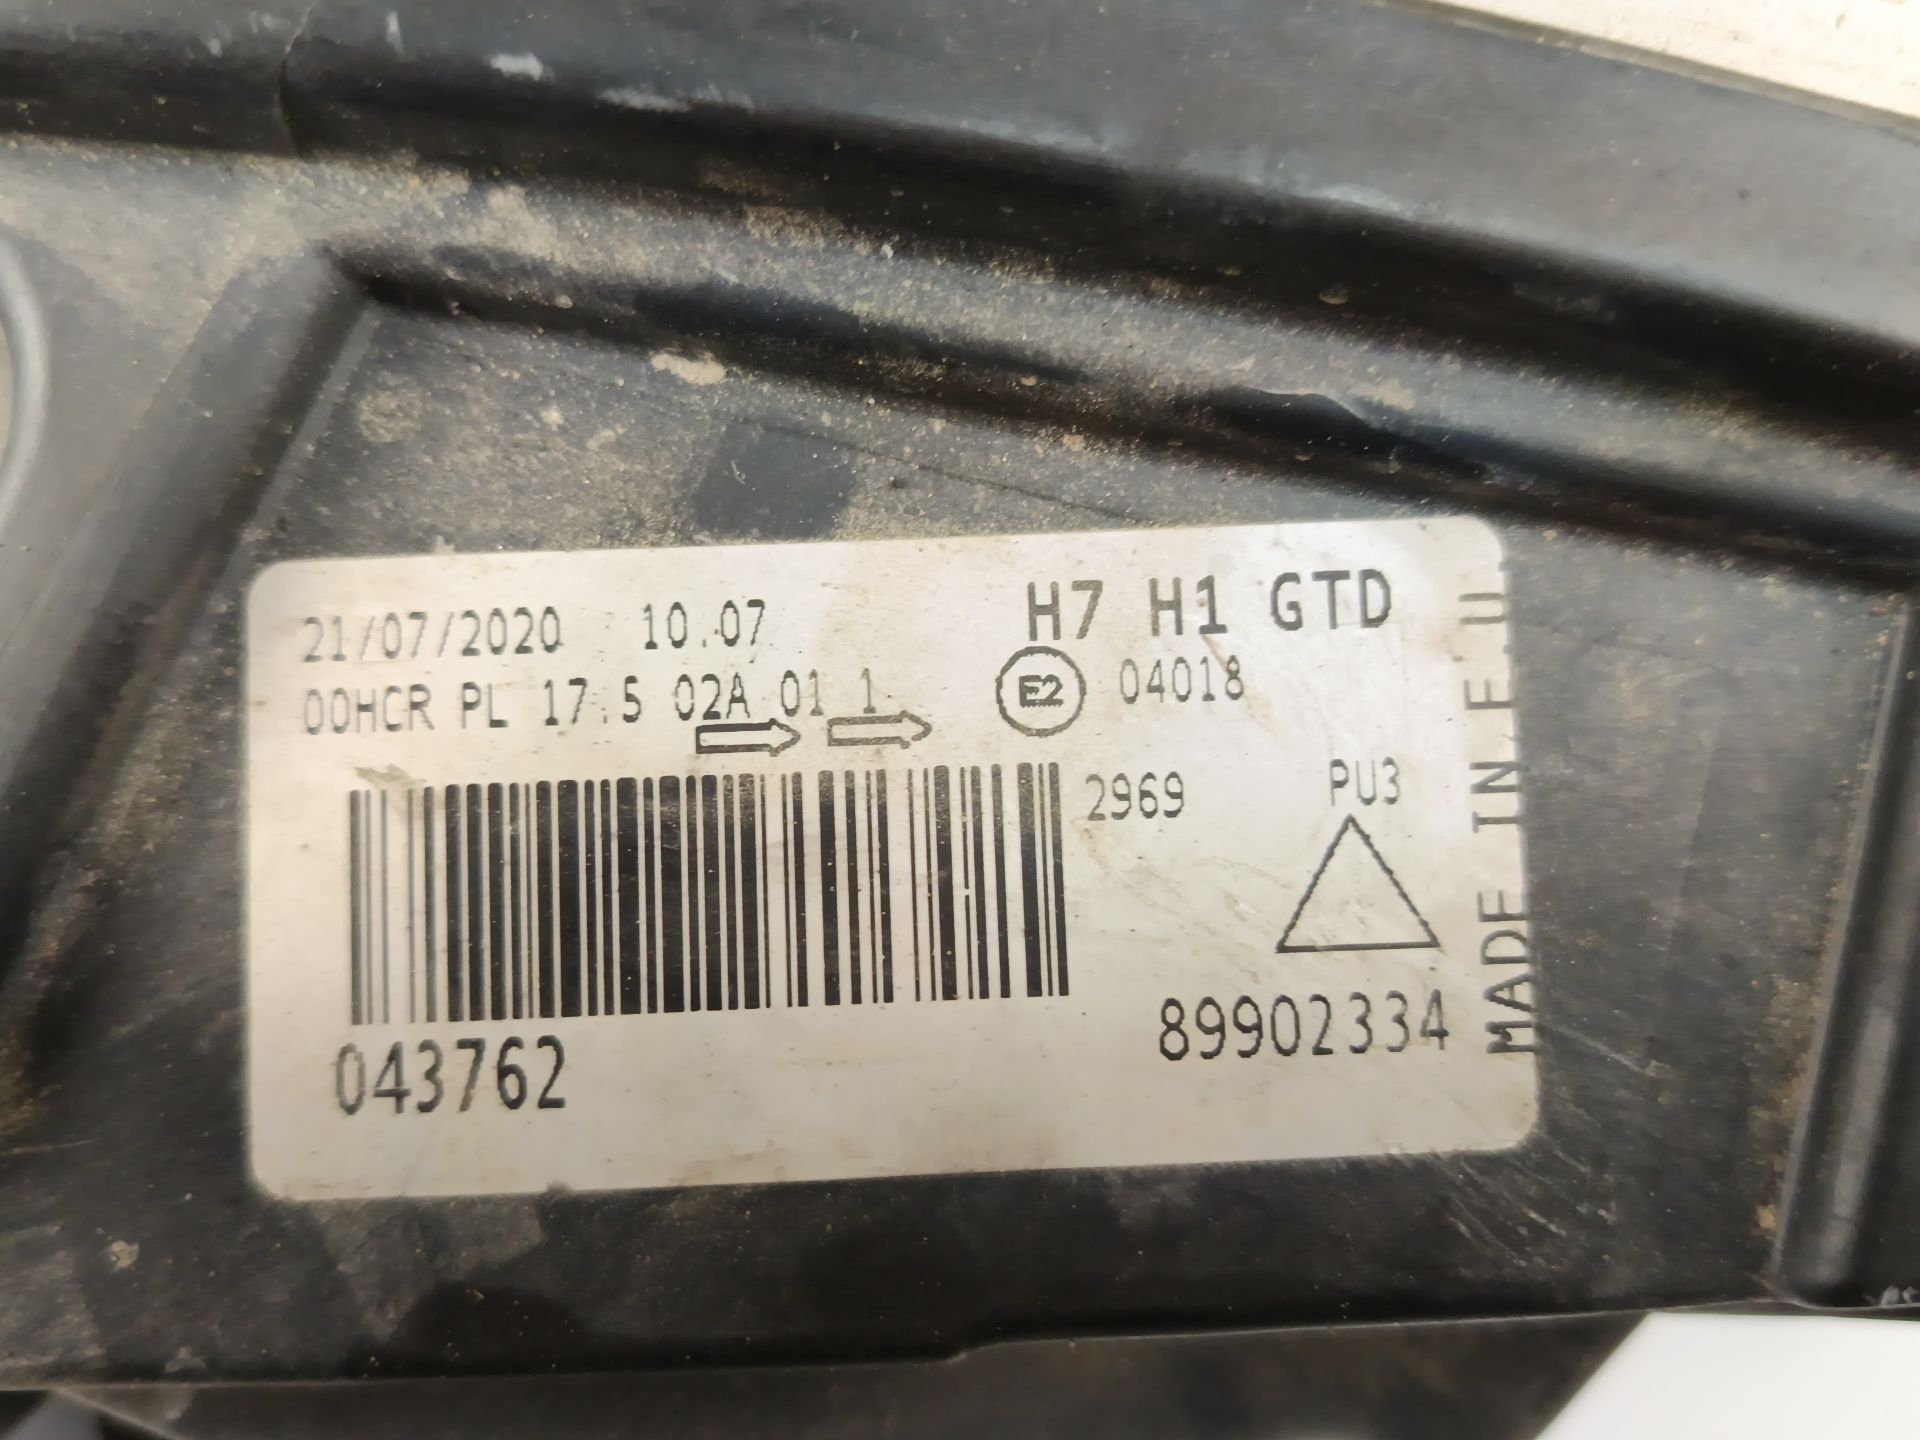 21/07/2020 10.07
H7 H1 GTD
00HCR PL 17.5 02A 01 1
E2 04018
2969
PU3
043762
89902334
MADE IN E.U.